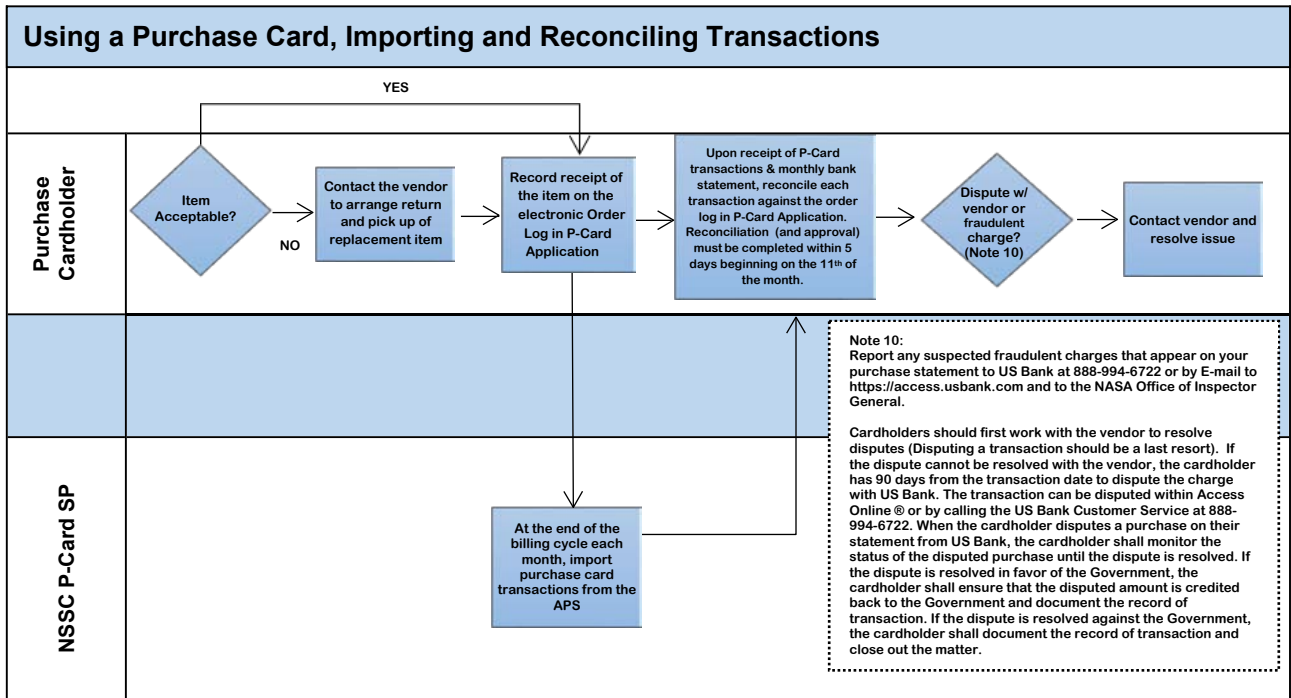 Using a Purchase Card, Importing and Reconciling Transactions
YES
Purchase
Cardholder
Item
Acceptable?
NO
Contact the vendor
to arrange return
and pick up of
replacement item
Record receipt of
the item on the
electronic Order
Log in P-Card
Application
Upon receipt of P-Card
transactions & monthly bank
statement, reconcile each
transaction against the order
log in P-Card Application.
Reconciliation (and approval)
must be completed within 5
days beginning on the 11th of
the month.
Dispute w/
vendor or
fraudulent
charge?
(Note 10)
Contact vendor and
resolve issue
NSSC P-Card SP
At the end of the
billing cycle each
month, import
purchase card
transactions from the
APS
Note 10:
Report any suspected fraudulent charges that appear on your
purchase statement to US Bank at 888-994-6722 or by E-mail to
https://access.usbank.com and to the NASA Office of Inspector
General.
Cardholders should first work with the vendor to resolve
disputes (Disputing a transaction should be a last resort). If
the dispute cannot be resolved with the vendor, the cardholder
has 90 days from the transaction date to dispute the charge
with US Bank. The transaction can be disputed within Access
Online ® or by calling the US Bank Customer Service at 888-
994-6722. When the cardholder disputes a purchase on their
statement from US Bank, the cardholder shall monitor the
status of the disputed purchase until the dispute is resolved. If
the dispute is resolved in favor of the Government, the
cardholder shall ensure that the disputed amount is credited
back to the Government and document the record of
transaction. If the dispute is resolved against the Government,
the cardholder shall document the record of transaction and
close out the matter.